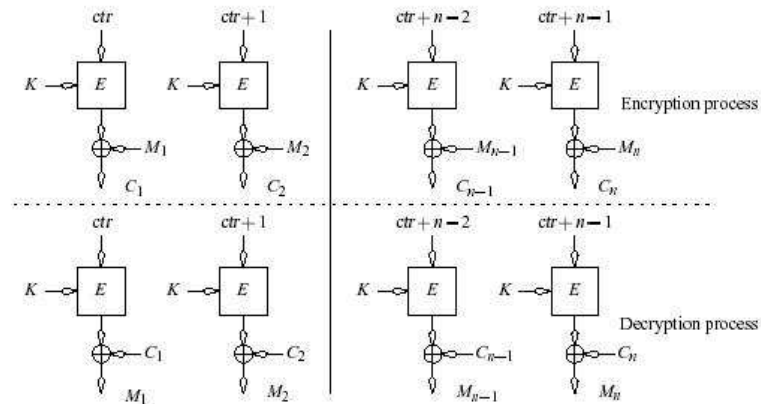 ctr ctr + 1 ctr + n − 2 ctr + n − 1
K E K E K E K E
Encryption process
M₁ M₂ Mₙ₋₁ Mₙ
C₁ C₂ Cₙ₋₁ Cₙ
ctr ctr + 1 ctr + n − 2 ctr + n − 1
K E K E K E K E
Decryption process
C₁ C₂ Cₙ₋₁ Cₙ
M₁ M₂ Mₙ₋₁ Mₙ